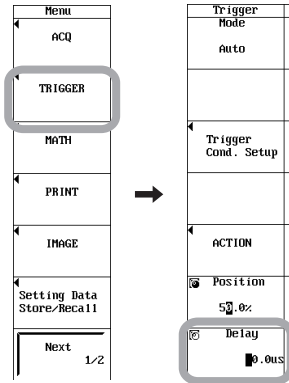 Menu
ACQ
TRIGGER
MATH
PRINT
IMAGE
Setting Data
Store/Recall
Next
1/2
Trigger
Mode
Auto
Trigger
Cond. Setup
ACTION
Position
50.0%
Delay
0.0us